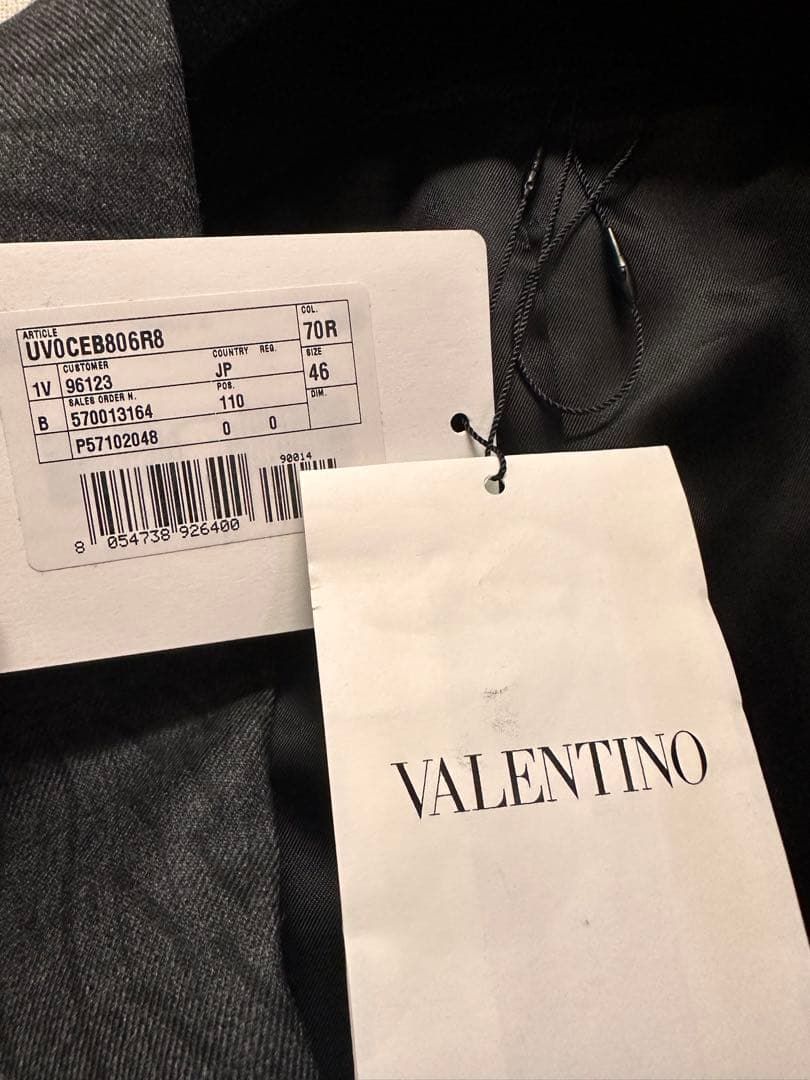 ARTICLE
UV0CEB806R8
COL.
70R
1V
CUSTOMER
96123
COUNTRY REG.
JP
SIZE
46
B
SALES ORDER N.
570013164
POS.
110
DIM.
P57102048
0 0
90014
8 054738 926400
VALENTINO